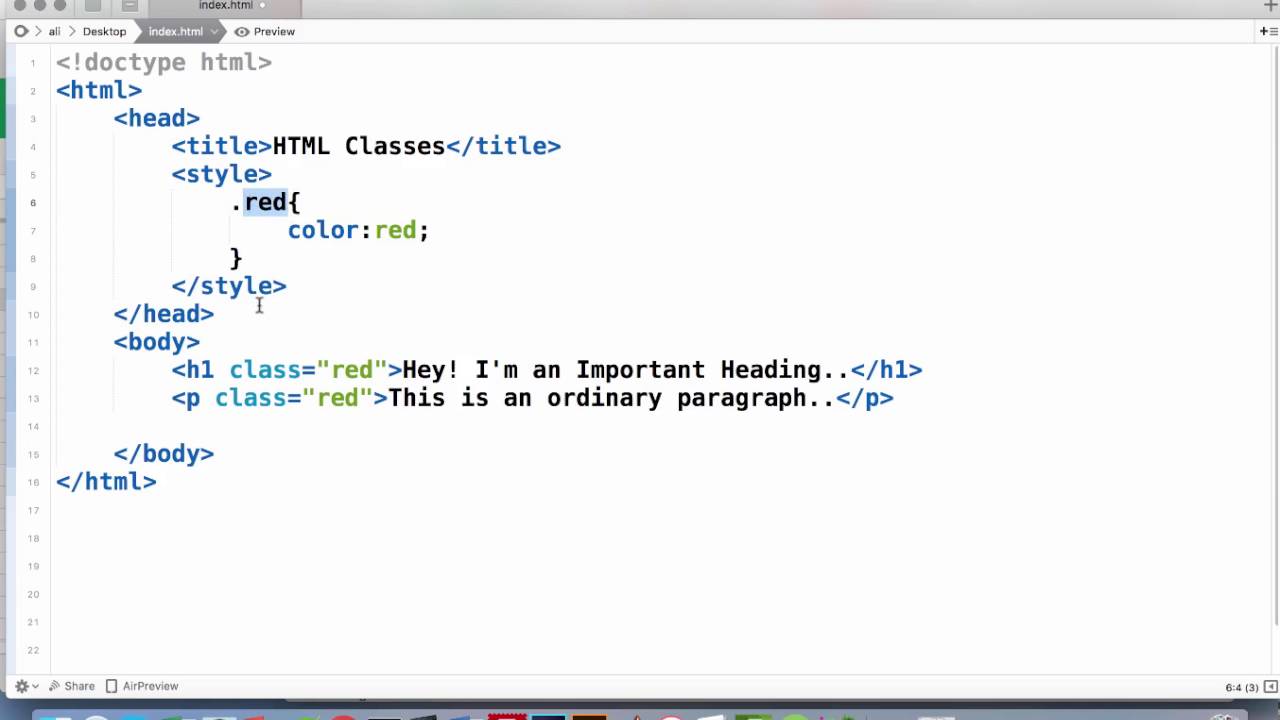 index.html
ali Desktop index.html Preview
1 <!doctype html>
2 <html>
3 <head>
4 <title>HTML Classes</title>
5 <style>
6 .red{
7 color:red;
8 }
9 </style>
10 </head>
11 <body>
12 <h1 class="red">Hey! I'm an Important Heading..</h1>
13 <p class="red">This is an ordinary paragraph..</p>
14
15 </body>
16 </html>
17
18
19
20
21
22
Share AirPreview 6:4 (3)